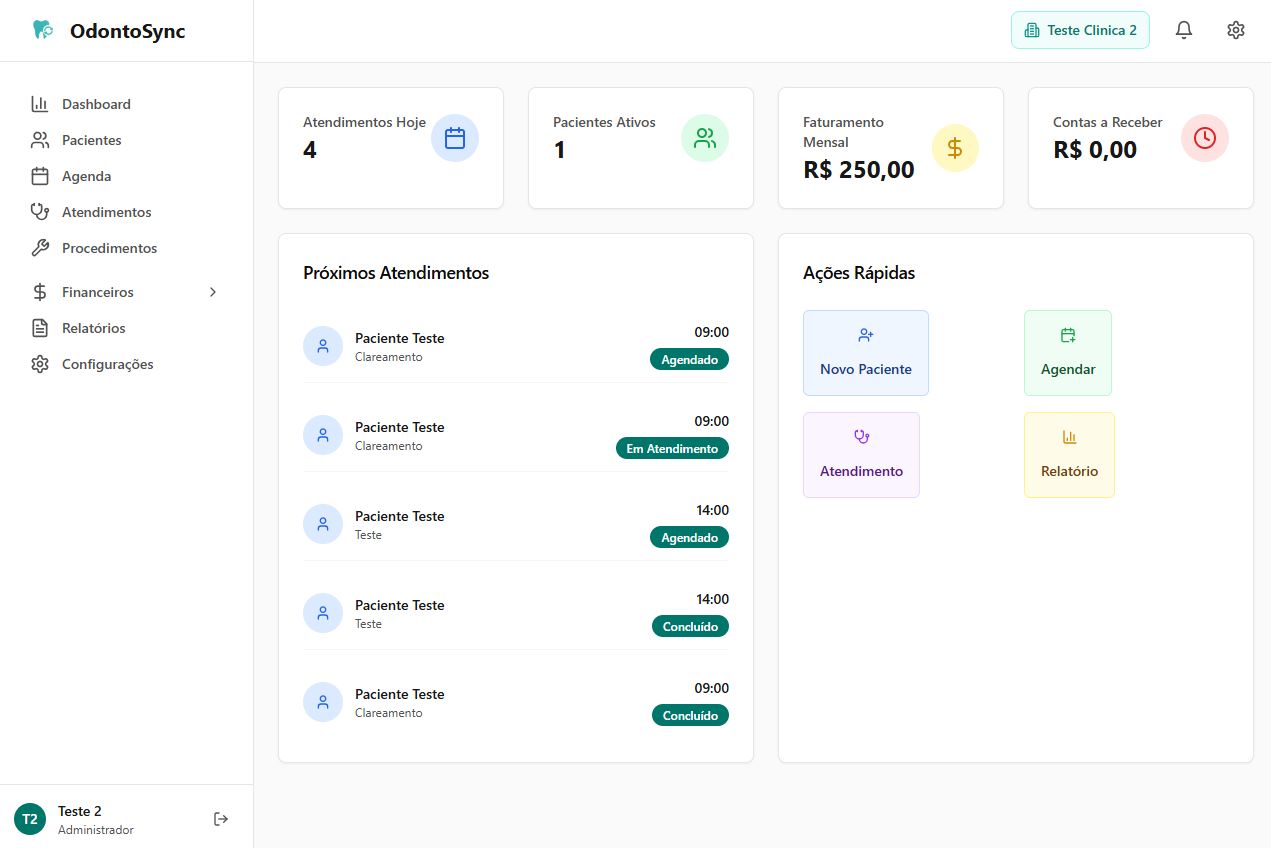 OdontoSync
Teste Clinica 2
Dashboard
Pacientes
Agenda
Atendimentos
Procedimentos
Financeiros
Relatórios
Configurações
Atendimentos Hoje
4
Pacientes Ativos
1
Faturamento
Mensal
R$ 250,00
Contas a Receber
R$ 0,00
Próximos Atendimentos
Paciente Teste
Clareamento
09:00
Agendado
Paciente Teste
Clareamento
09:00
Em Atendimento
Paciente Teste
Teste
14:00
Agendado
Paciente Teste
Teste
14:00
Concluído
Paciente Teste
Clareamento
09:00
Concluído
Ações Rápidas
Novo Paciente
Agendar
Atendimento
Relatório
T2
Teste 2
Administrador